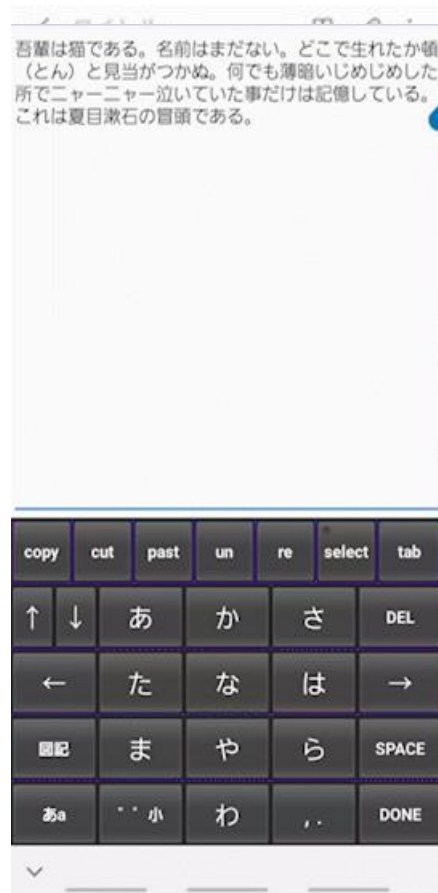 吾輩は猫である。名前はまだない。どこで生れたか頓
（とん）と見当がつかぬ。何でも薄暗いじめじめした
所でニャーニャー泣いていた事だけは記憶している。
これは夏目漱石の冒頭である。
copy cut past un re select tab
↑ ↓ あ か さ DEL
← た な は →
図記 ま や ら SPACE
あa ゛゜小 わ , . DONE